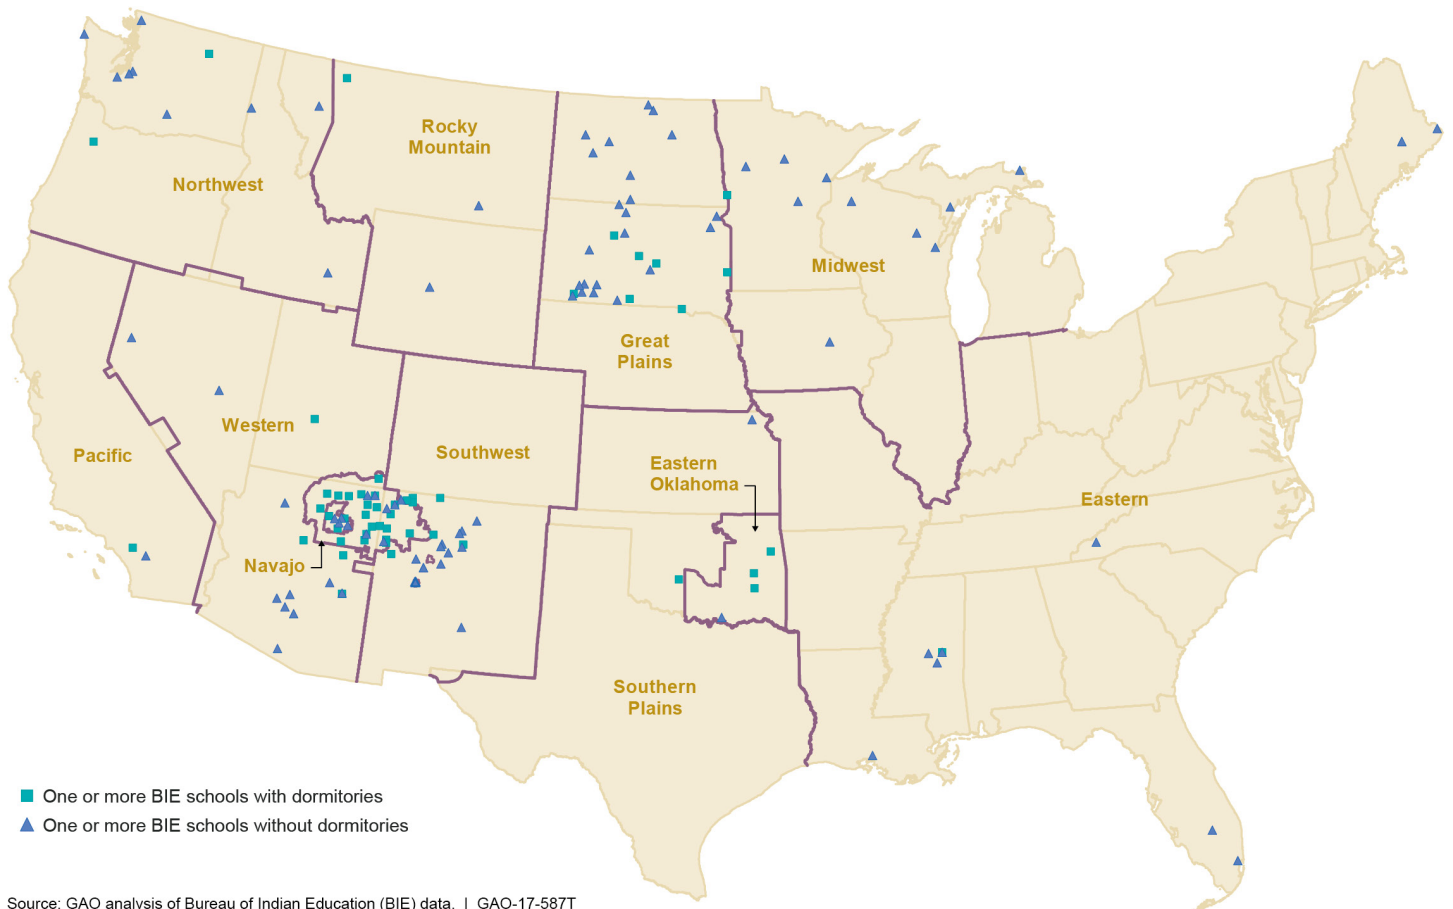 Rocky
Mountain
Northwest
Midwest
Great
Plains
Western
Pacific
Southwest
Eastern
Oklahoma
Eastern
Navajo
Southern
Plains
One or more BIE schools with dormitories
One or more BIE schools without dormitories
Source: GAO analysis of Bureau of Indian Education (BIE) data. | GAO-17-587T